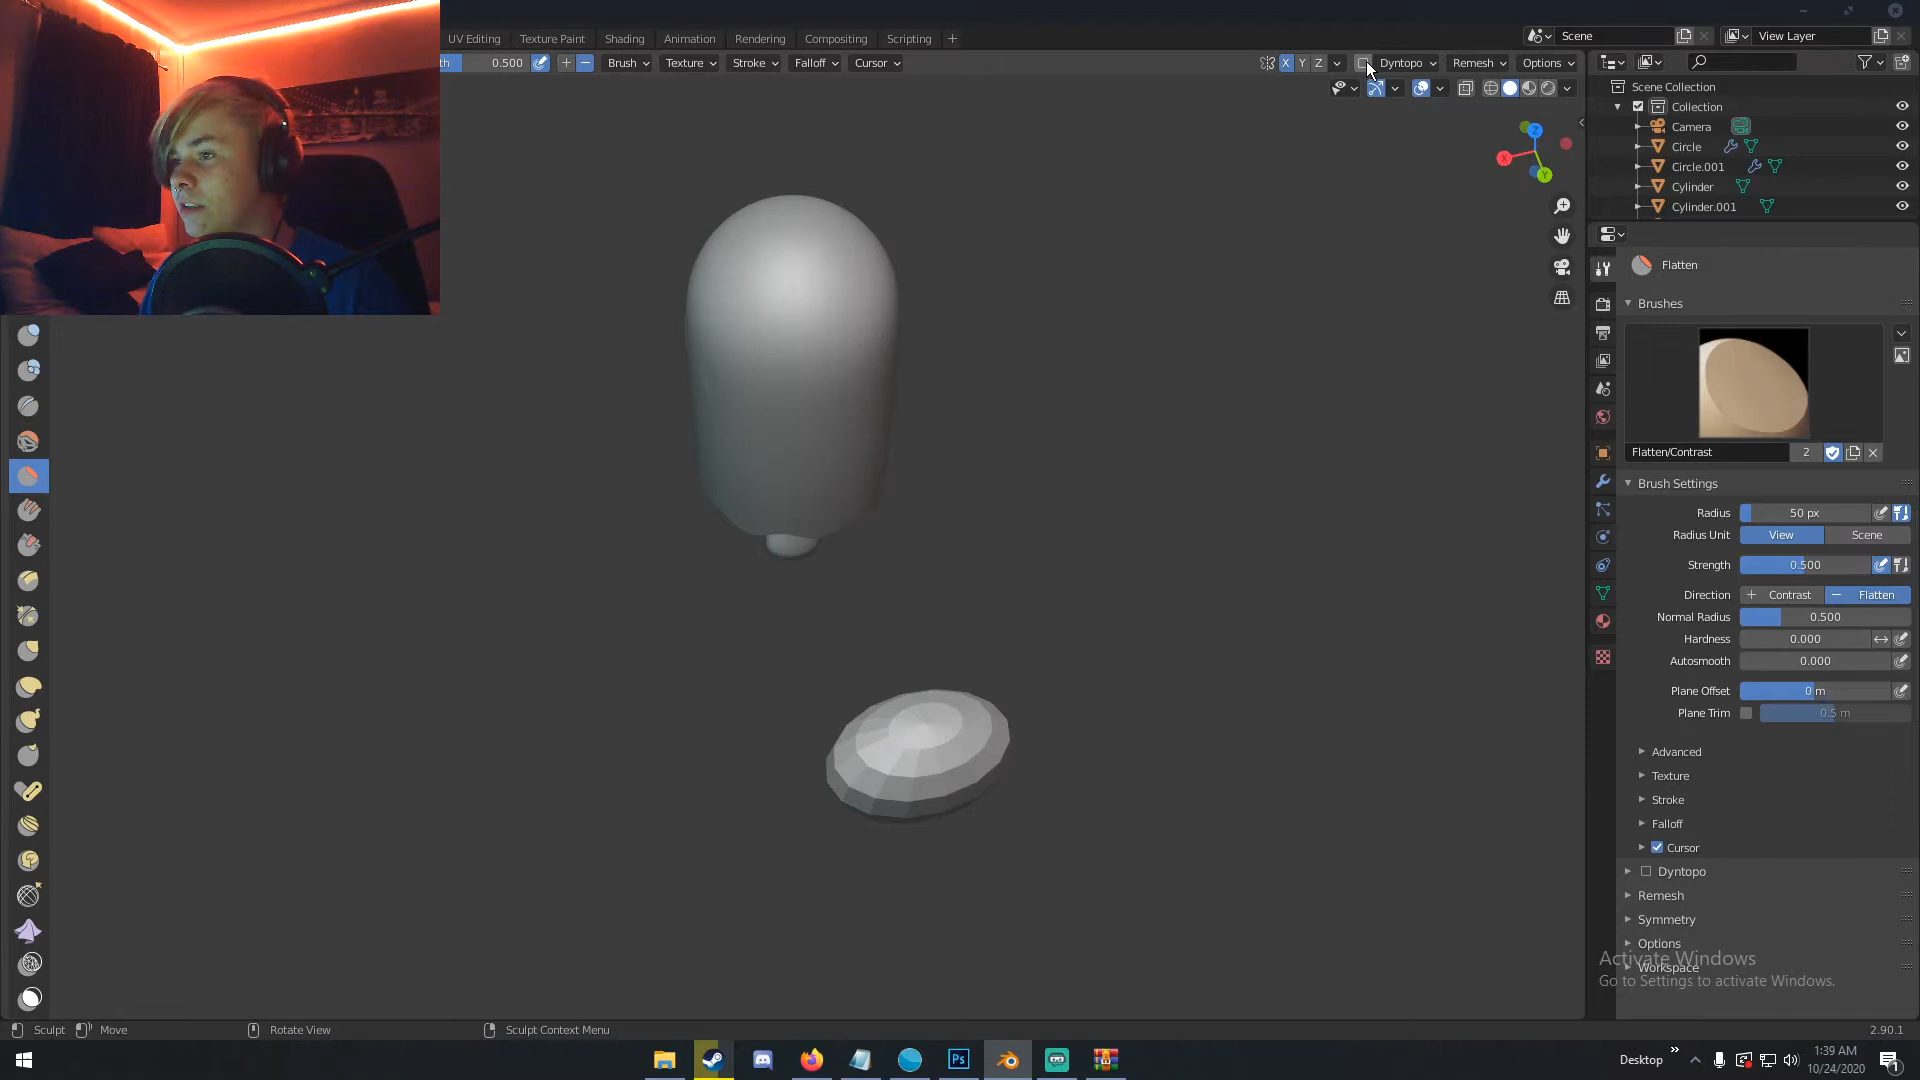 UV Editing Texture Paint Shading Animation Rendering Compositing Scripting +
Scene View Layer
th 0.500 Brush Texture Stroke Falloff Cursor X Y Z Dyntopo Remesh Options
Scene Collection
Collection
Camera
Circle
Circle.001
Cylinder
Cylinder.001
Z
X
Y
Flatten
Brushes
Flatten/Contrast 2
Brush Settings
Radius 50 px
Radius Unit View Scene
Strength 0.500
Direction + Contrast − Flatten
Normal Radius 0.500
Hardness 0.000
Autosmooth 0.000
Plane Offset 0 m
Plane Trim 0.5 m
Advanced
Texture
Stroke
Falloff
Cursor
Dyntopo
Remesh
Symmetry
Options
Activate Windows
Workspace
Go to Settings to activate Windows.
Sculpt Move Rotate View Sculpt Context Menu 2.90.1
Ps
Desktop
1:39 AM
10/24/2020
1